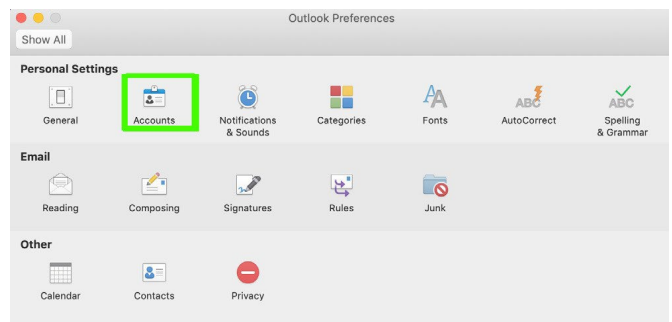 Outlook Preferences
Show All
Personal Settings
General
Accounts
Notifications
& Sounds
Categories
Fonts
AutoCorrect
Spelling
& Grammar
Email
Reading
Composing
Signatures
Rules
Junk
Other
Calendar
Contacts
Privacy